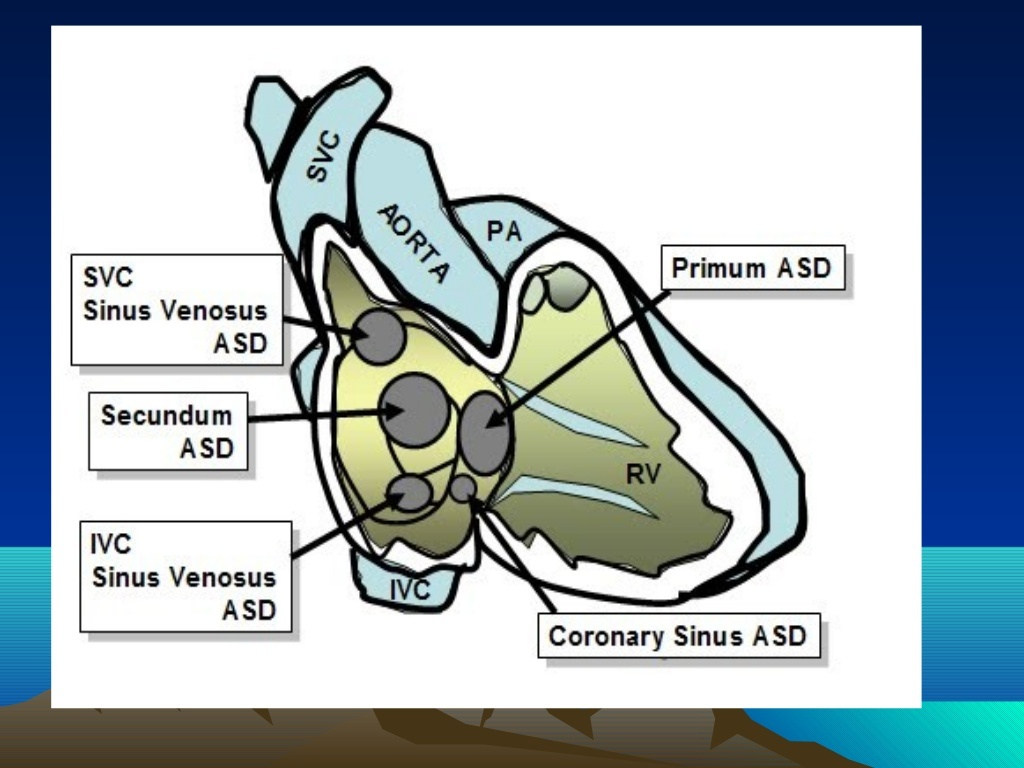 SVC
AORTA
PA
SVC
Sinus Venosus
ASD
Primum ASD
Secundum
ASD
RV
IVC
Sinus Venosus
ASD
IVC
Coronary Sinus ASD